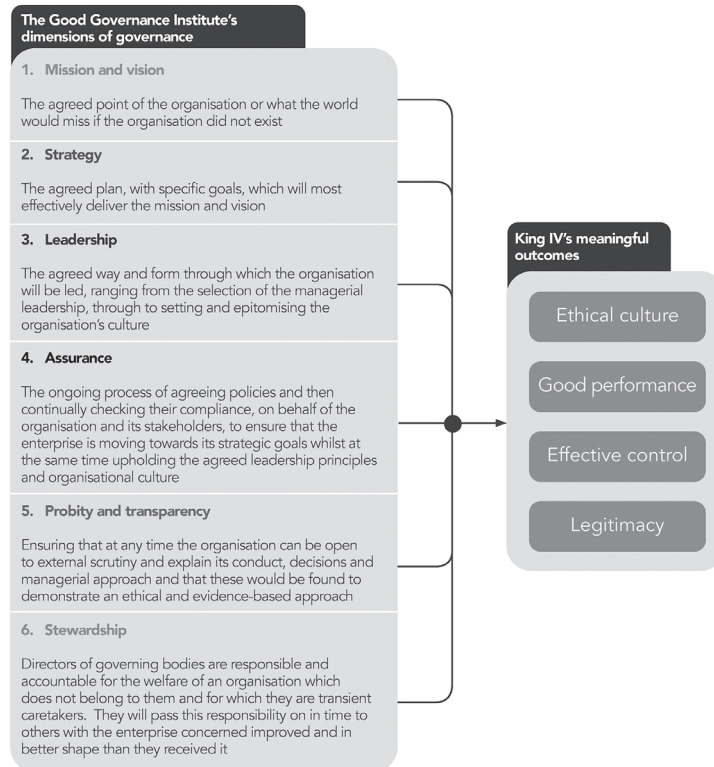 The Good Governance Institute's
dimensions of governance
1. Mission and vision
The agreed point of the organisation or what the world
would miss if the organisation did not exist
2. Strategy
The agreed plan, with specific goals, which will most
effectively deliver the mission and vision
3. Leadership
The agreed way and form through which the organisation
will be led, ranging from the selection of the managerial
leadership, through to setting and epitomising the
organisation's culture
4. Assurance
The ongoing process of agreeing policies and then
continually checking their compliance, on behalf of the
organisation and its stakeholders, to ensure that the
enterprise is moving towards its strategic goals whilst at
the same time upholding the agreed leadership principles
and organisational culture
5. Probity and transparency
Ensuring that at any time the organisation can be open
to external scrutiny and explain its conduct, decisions and
managerial approach and that these would be found to
demonstrate an ethical and evidence-based approach
6. Stewardship
Directors of governing bodies are responsible and
accountable for the welfare of an organisation which
does not belong to them and for which they are transient
caretakers. They will pass this responsibility on in time to
others with the enterprise concerned improved and in
better shape than they received it
King IV's meaningful
outcomes
Ethical culture
Good performance
Effective control
Legitimacy